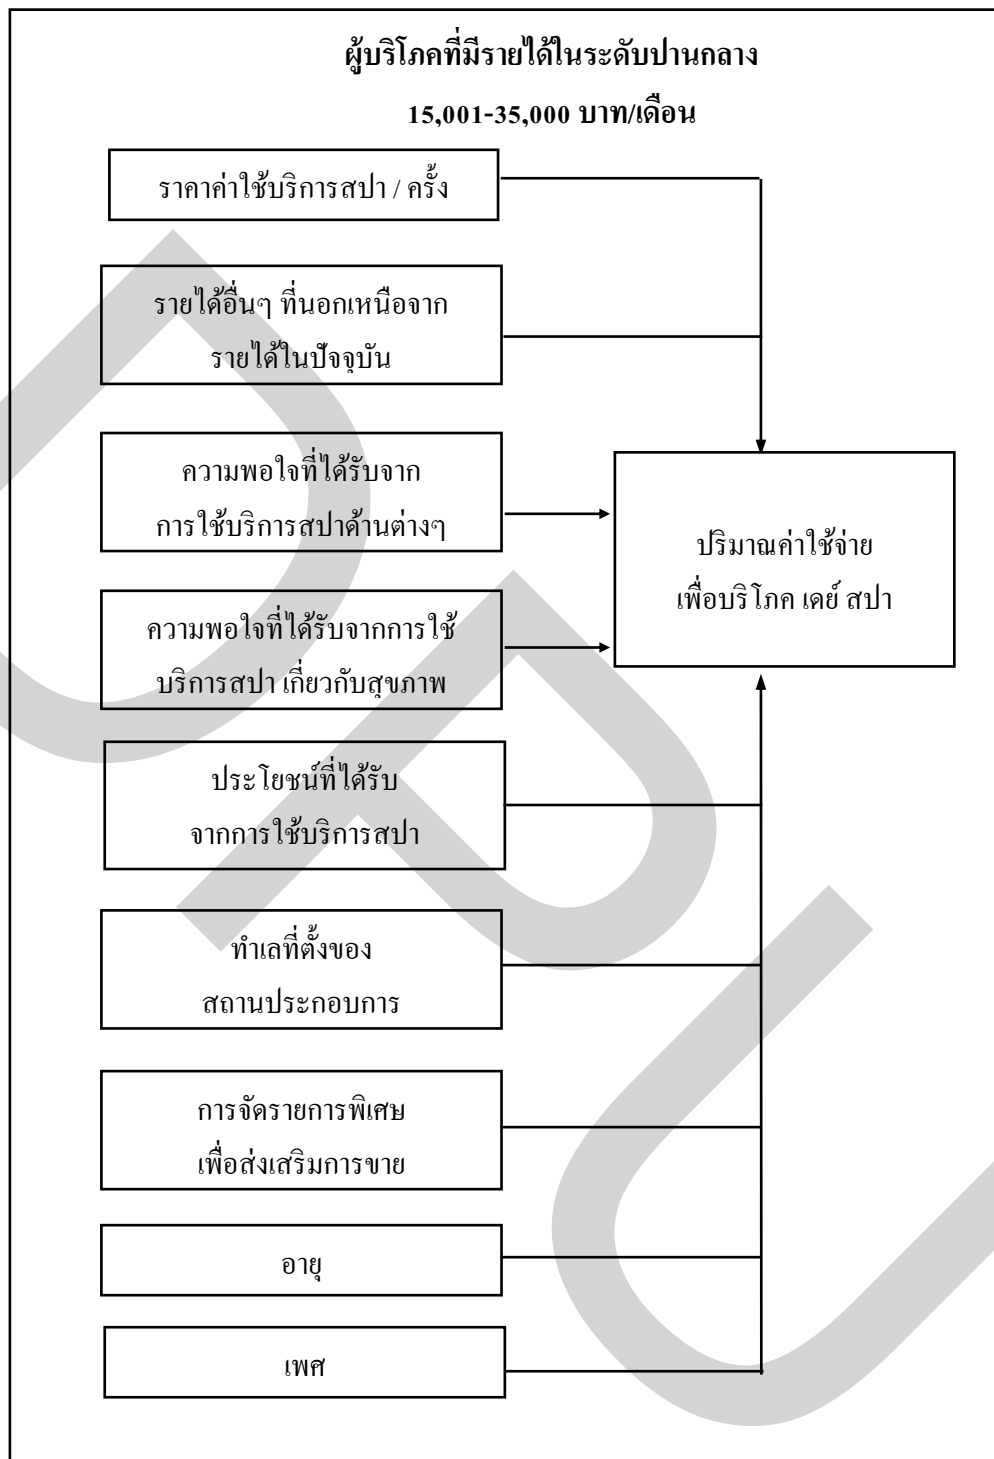 ผู้บริโภคที่มีรายได้ในระดับปานกลาง
15,001-35,000 บาท/เดือน
ราคาค่าใช้บริการสปา / ครั้ง
รายได้อื่นๆ ที่นอกเหนือจาก
รายได้ในปัจจุบัน
ความพอใจที่ได้รับจาก
การใช้บริการสปาด้านต่างๆ
ปริมาณค่าใช้จ่าย
เพื่อบริโภค เดย์ สปา
ความพอใจที่ได้รับจากการใช้
บริการสปา เกี่ยวกับสุขภาพ
ประโยชน์ที่ได้รับ
จากการใช้บริการสปา
ทำเลที่ตั้งของ
สถานประกอบการ
การจัดรายการพิเศษ
เพื่อส่งเสริมการขาย
อายุ
เพศ
DPU